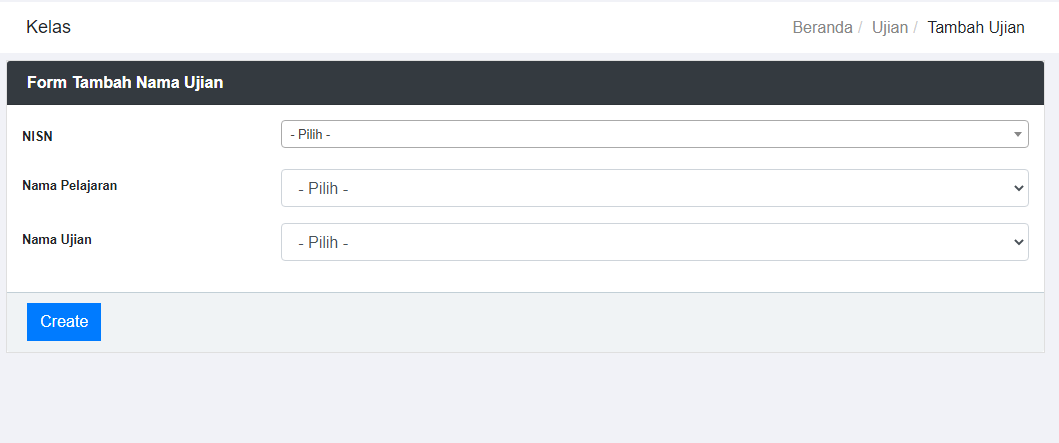 Kelas
Beranda / Ujian / Tambah Ujian
Form Tambah Nama Ujian
NISN
- Pilih -
Nama Pelajaran
- Pilih -
Nama Ujian
- Pilih -
Create